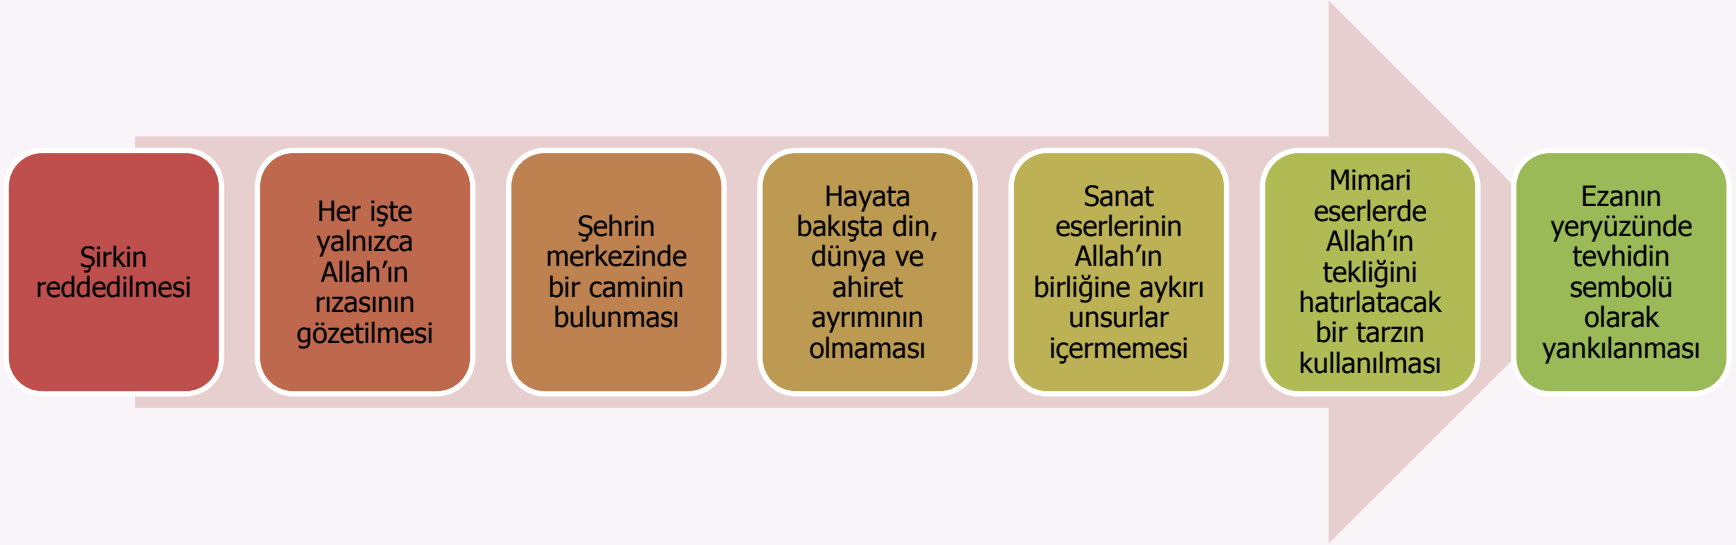 Şirkin
reddedilmesi
Her işte
yalnızca
Allah’ın
rızasının
gözetilmesi
Şehrin
merkezinde
bir caminin
bulunması
Hayata
bakışta din,
dünya ve
ahiret
ayrımının
olmaması
Sanat
eserlerinin
Allah’ın
birliğine aykırı
unsurlar
içermemesi
Mimari
eserlerde
Allah’ın
tekliğini
hatırlatacak
bir tarzın
kullanılması
Ezanın
yeryüzünde
tevhidin
sembolü
olarak
yankılanması